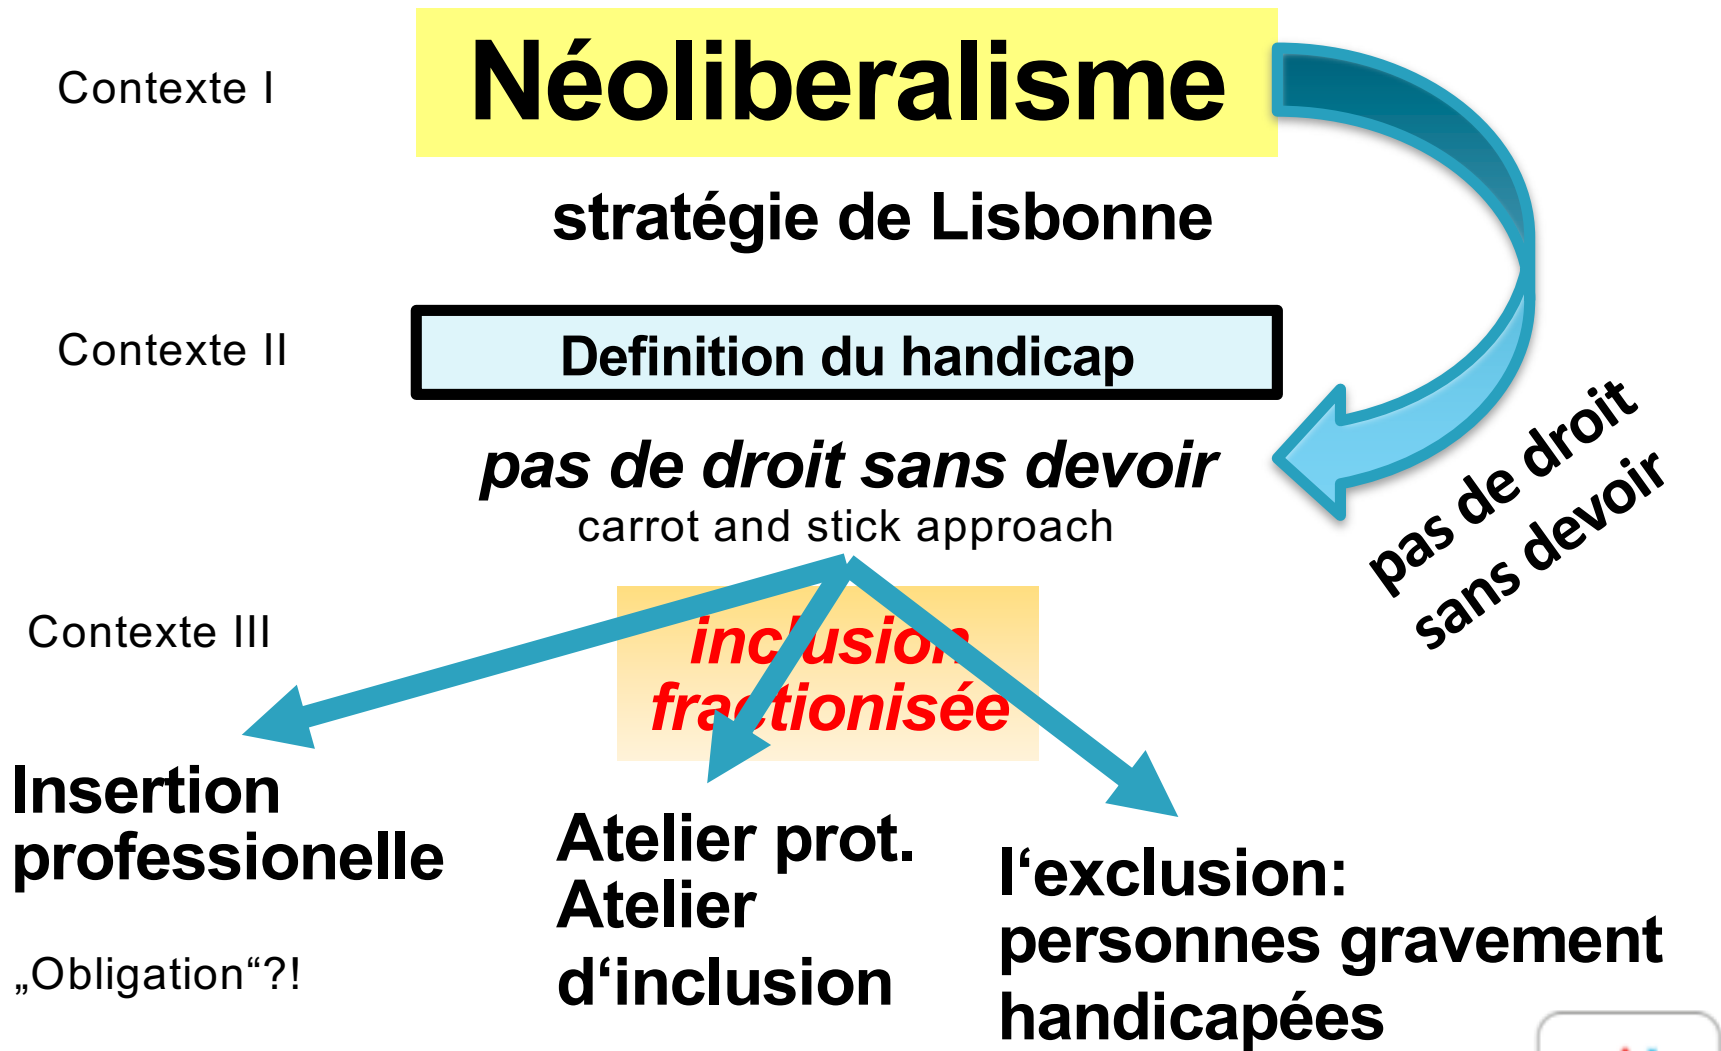 Contexte I
Néoliberalisme
stratégie de Lisbonne
Contexte II
Definition du handicap
pas de droit sans devoir
carrot and stick approach
pas de droit
sans devoir
Contexte III
inclusion
fractionisée
Insertion
professionelle
„Obligation“?!
Atelier prot.
Atelier
d‘inclusion
l‘exclusion:
personnes gravement
handicapées